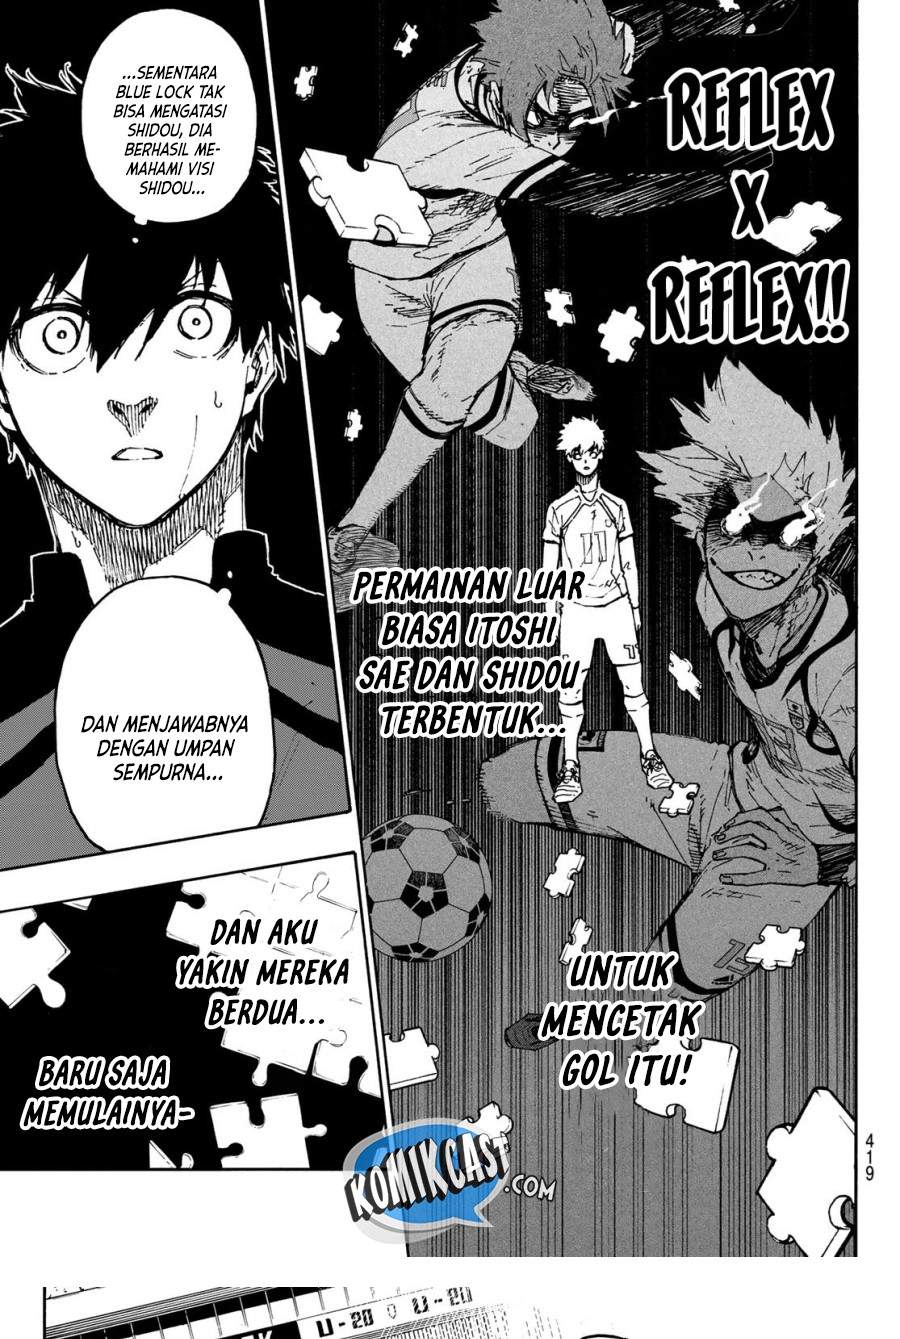 REFLEX
X
REFLEX!!
PERMAINAN LUAR
BIASA ITOSHI
SAE DAN SHIDOU
TERBENTUK...
UNTUK
MENCETAK
GOL ITU!
...SEMENTARA
BLUE LOCK TAK
BISA MENGATASI
SHIDOU, DIA
BERHASIL ME-
MAHAMI VISI
SHIDOU...
DAN MENJAWABNYA
DENGAN UMPAN
SEMPURNA...
DAN AKU
YAKIN MEREKA
BERDUA...
BARU SAJA
MEMULAINYA-
KOMIKCAST
.COM
419
U-20 0 U-20